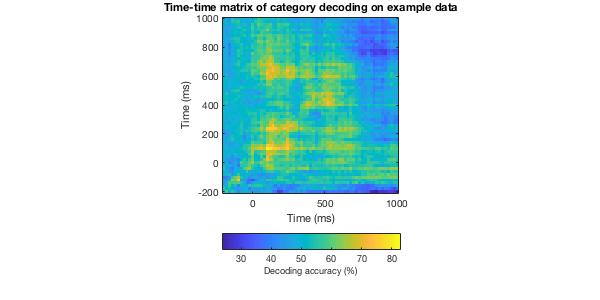 Time-time matrix of category decoding on example data
1000
800
600
400
200
0
-200
Time (ms)
0 500 1000
Time (ms)
30 40 50 60 70 80
Decoding accuracy (%)